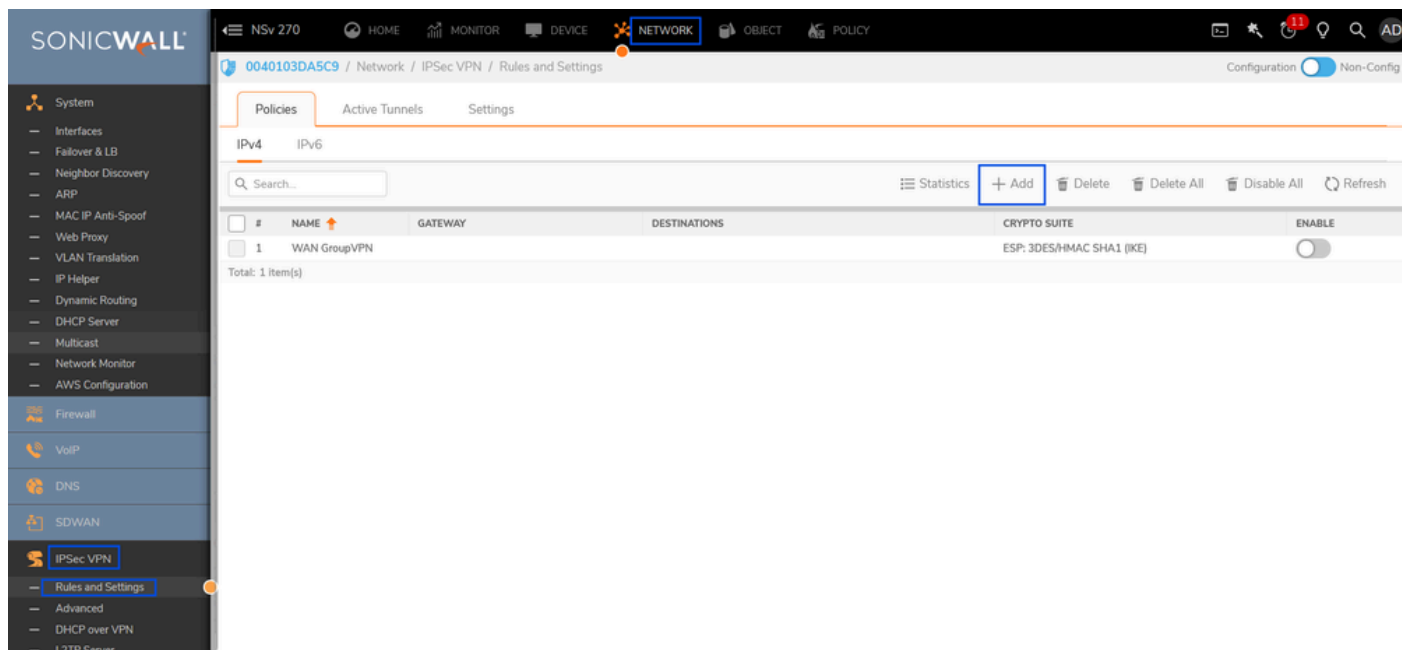 SONICWALL
NSv 270 HOME MONITOR DEVICE NETWORK OBJECT POLICY 11 AD
0040103DA5C9 / Network / IPSec VPN / Rules and Settings Configuration Non-Config
System
Interfaces
Failover & LB
Neighbor Discovery
ARP
MAC IP Anti-Spoof
Web Proxy
VLAN Translation
IP Helper
Dynamic Routing
DHCP Server
Multicast
Network Monitor
AWS Configuration
Firewall
VoIP
DNS
SDWAN
IPSec VPN
Rules and Settings
Advanced
DHCP over VPN
L2TP Server
Policies Active Tunnels Settings
IPv4 IPv6
Search... Statistics + Add Delete Delete All Disable All Refresh
# NAME GATEWAY DESTINATIONS CRYPTO SUITE ENABLE
1 WAN GroupVPN ESP: 3DES/HMAC SHA1 (IKE)
Total: 1 item(s)